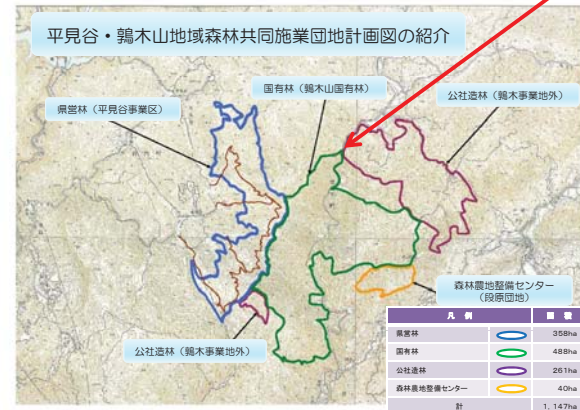 平見谷・鶉木山地域森林共同施業団地計画図の紹介
国有林（鶉木山国有林）
公社造林（鶉木事業地外）
県営林（平見谷事業区）
森林農地整備センター
（段原団地）
公社造林（鶉木事業地外）
凡 例 面 積
県営林 358ha
国有林 488ha
公社造林 261ha
森林農地整備センター 40ha
計 1,147ha